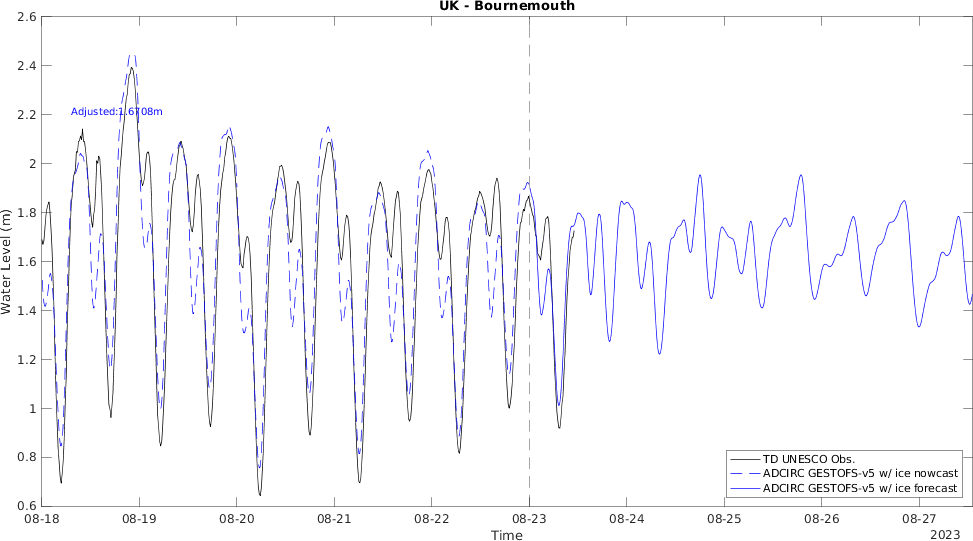 UK - Bournemouth
2.6
2.4
2.2
2
1.8
1.6
1.4
1.2
1
0.8
0.6
Water Level (m)
Adjusted:1.6708m
TD UNESCO Obs.
ADCIRC GESTOFS-v5 w/ ice nowcast
ADCIRC GESTOFS-v5 w/ ice forecast
08-18 08-19 08-20 08-21 08-22 08-23 08-24 08-25 08-26 08-27
Time
2023